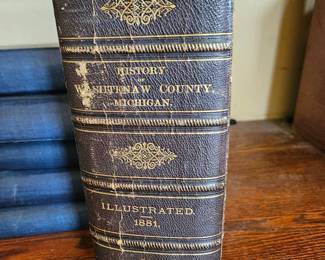 HISTORY
OF
WASHTENAW COUNTY,
MICHIGAN.
ILLUSTRATED.
1881.